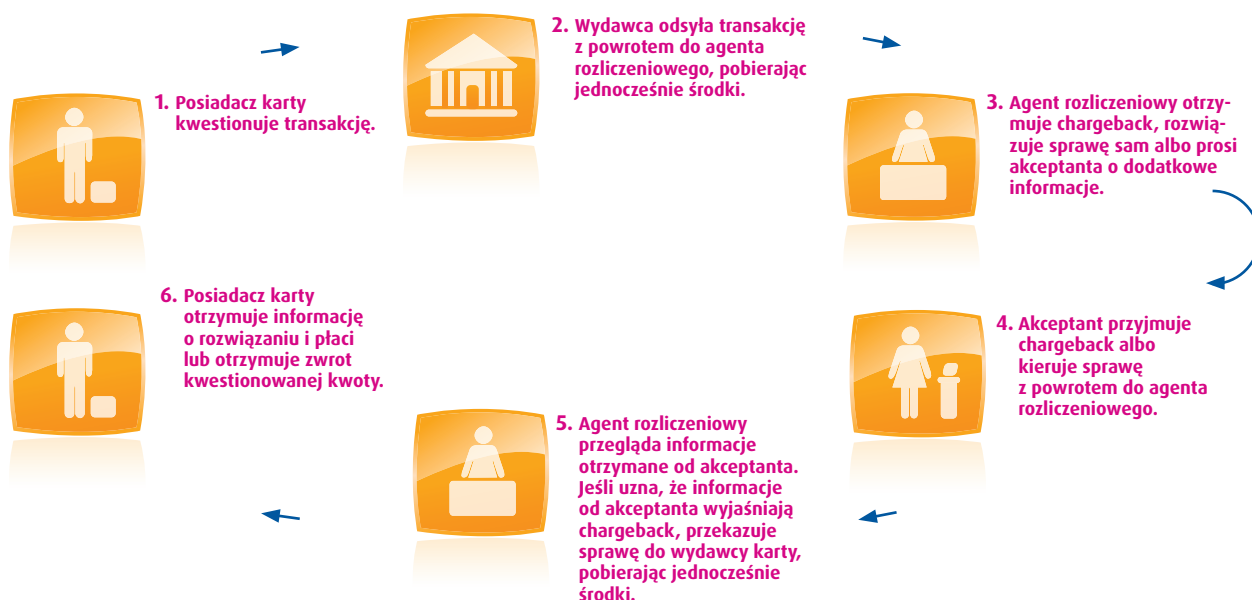 1. Posiadacz karty
kwestionuje transakcję.
2. Wydawca odsyła transakcję
z powrotem do agenta
rozliczeniowego, pobierając
jednocześnie środki.
3. Agent rozliczeniowy otrzy-
muje chargeback, rozwią-
zuje sprawę sam albo prosi
akceptanta o dodatkowe
informacje.
4. Akceptant przyjmuje
chargeback albo
kieruje sprawę
z powrotem do agenta
rozliczeniowego.
5. Agent rozliczeniowy
przegląda informacje
otrzymane od akceptanta.
Jeśli uzna, że informacje
od akceptanta wyjaśniają
chargeback, przekazuje
sprawę do wydawcy karty,
pobierając jednocześnie
środki.
6. Posiadacz karty
otrzymuje informację
o rozwiązaniu i płaci
lub otrzymuje zwrot
kwestionowanej kwoty.